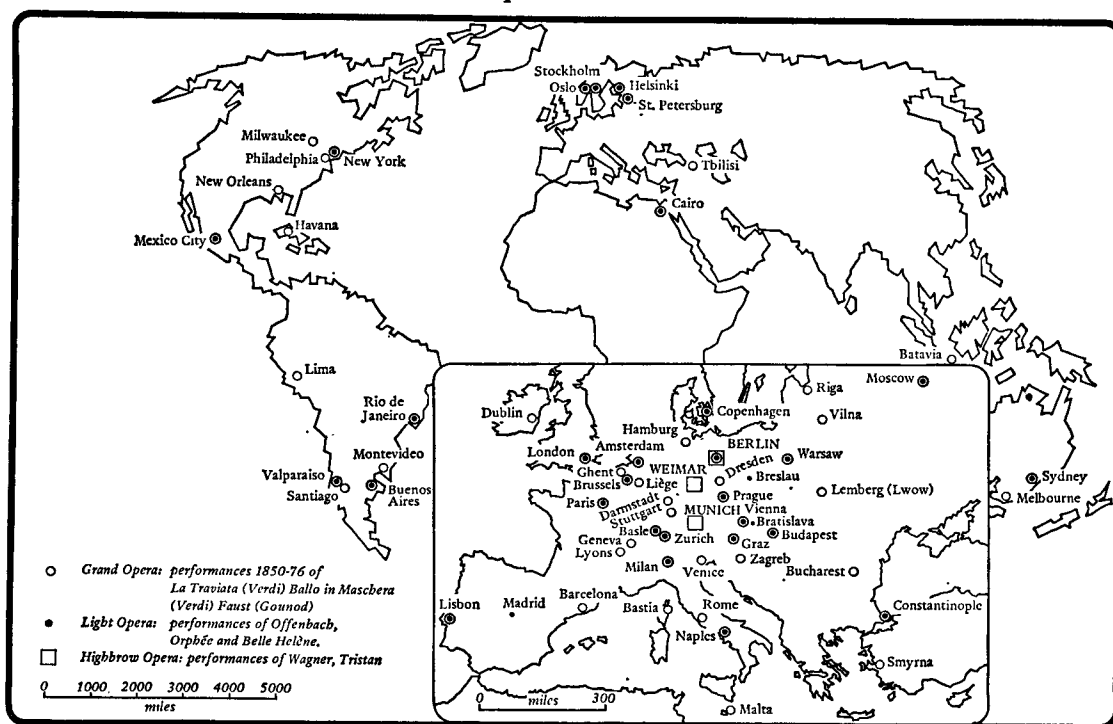 Stockholm
Oslo
Helsinki
St. Petersburg
Milwaukee
Philadelphia
New York
Tbilisi
New Orleans
Cairo
Havana
Mexico City
Batavia
Lima
Riga
Moscow
Rio de
Janeiro
Dublin
Copenhagen
Vilna
Hamburg
Amsterdam
BERLIN
London
Warsaw
Montevideo
Ghent
WEIMAR
Dresden
Valparaiso
Brussels
Liège
Breslau
Sydney
Santiago
Buenos
Aires
Paris
Darmstadt
Prague
Lemberg (Lwow)
Melbourne
Stuttgart
MUNICH
Vienna
Bratislava
Basle
Zurich
Graz
Budapest
Geneva
Lyons
Milan
Venice
Zagreb
Bucharest
Grand Opera: performances 1850-76 of
La Traviata (Verdi) Ballo in Maschera
(Verdi) Faust (Gounod)
Lisbon
Madrid
Barcelona
Bastia
Rome
Constantinople
Light Opera: performances of Offenbach,
Orphée and Belle Helène.
Naples
Highbrow Opera: performances of Wagner, Tristan
Smyrna
0 1000 2000 3000 4000 5000
miles
0 miles 300
Malta